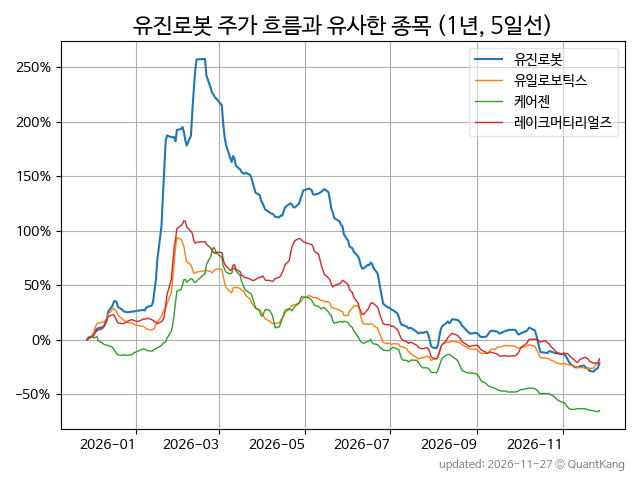 유진로봇 주가 흐름과 유사한 종목 (1년, 5일선)
유진로봇
유일로보틱스
케어젠
레이크머티리얼즈
250%
200%
150%
100%
50%
0%
−50%
2026−01
2026−03
2026−05
2026−07
2026−09
2026−11
updated: 2026−11−27 © QuantKang